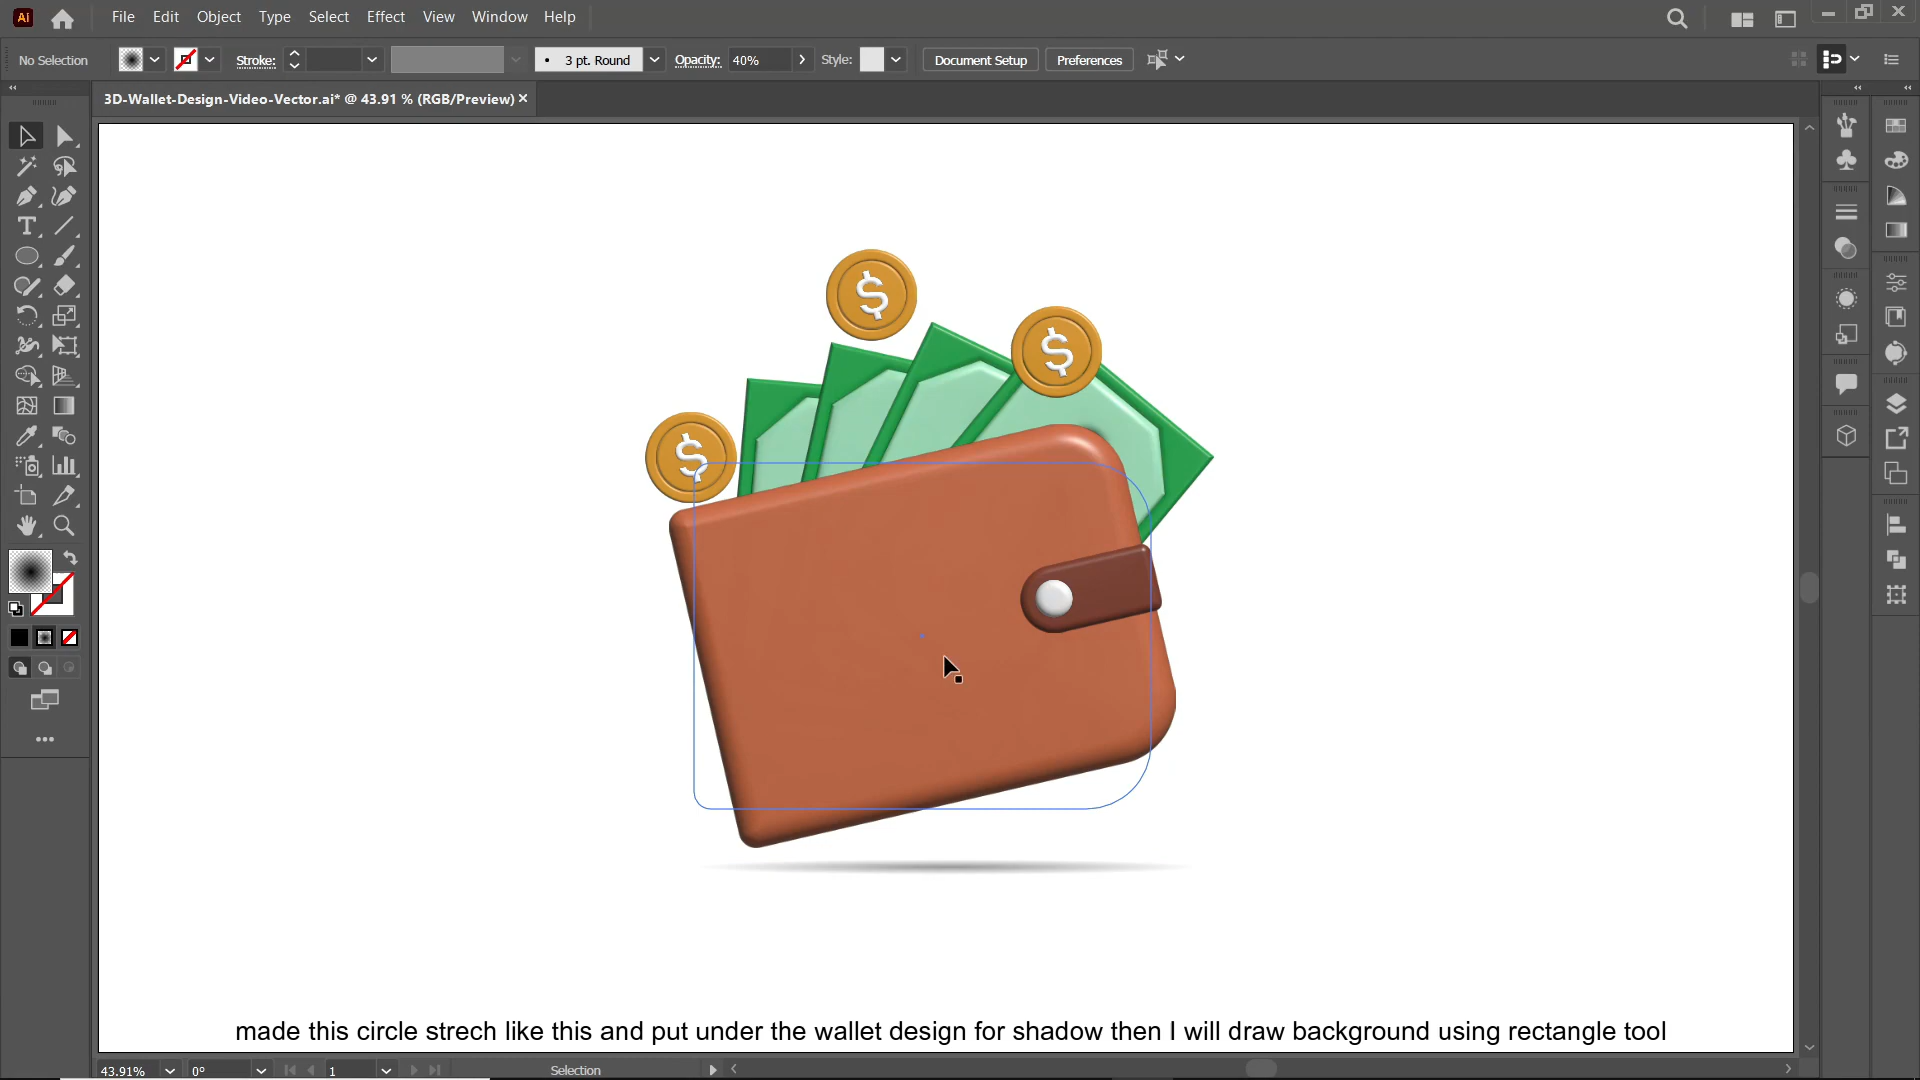 Ai File Edit Object Type Select Effect View Window Help
No Selection Stroke: 3 pt. Round Opacity: 40% Style: Document Setup Preferences
3D-Wallet-Design-Video-Vector.ai* @ 43.91 % (RGB/Preview)
$
$
$
made this circle strech like this and put under the wallet design for shadow then I will draw background using rectangle tool
43.91% 0° 1 Selection